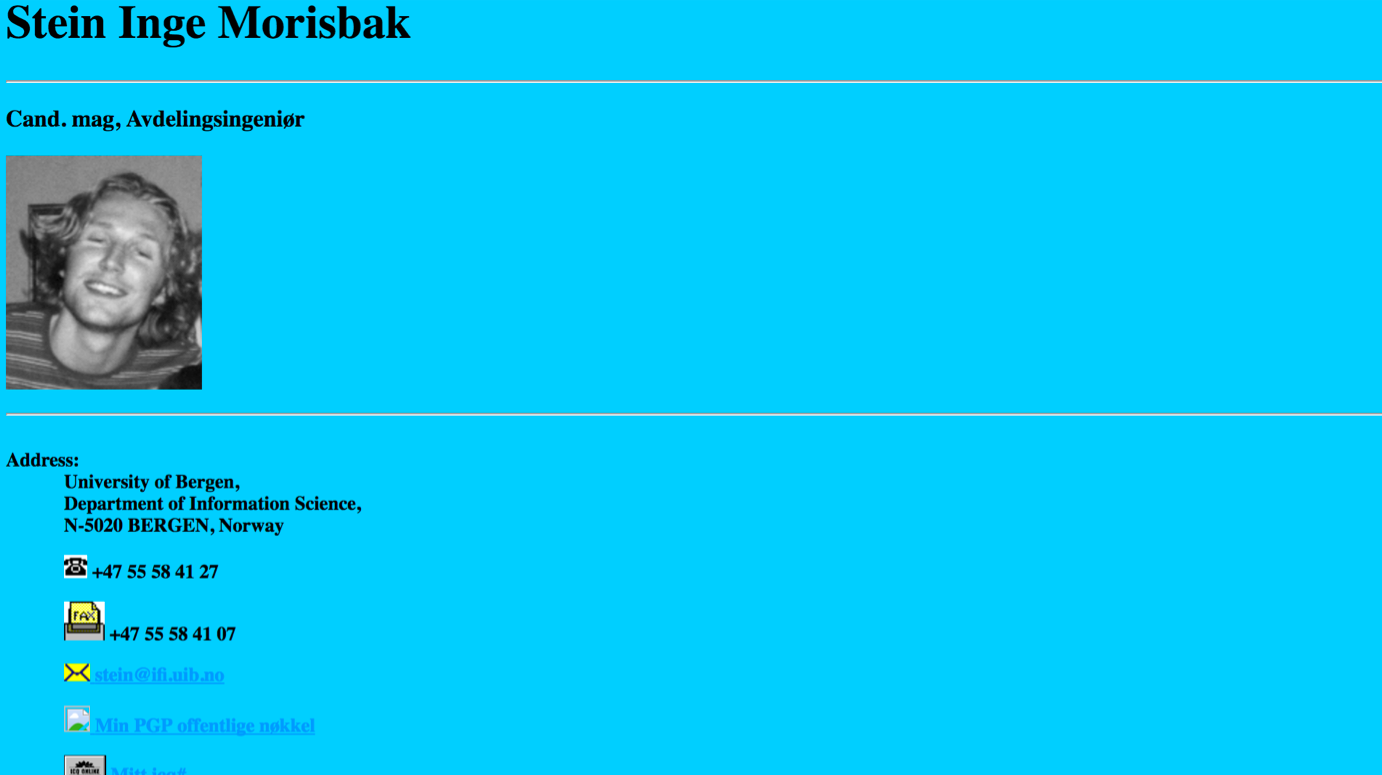 Stein Inge Morisbak
Cand. mag, Avdelingsingeniør
Address:
University of Bergen,
Department of Information Science,
N-5020 BERGEN, Norway
+47 55 58 41 27
FAX
+47 55 58 41 07
stein@ifi.uib.no
Min PGP offentlige nøkkel
ICQ ONLINE
Mitt icq#